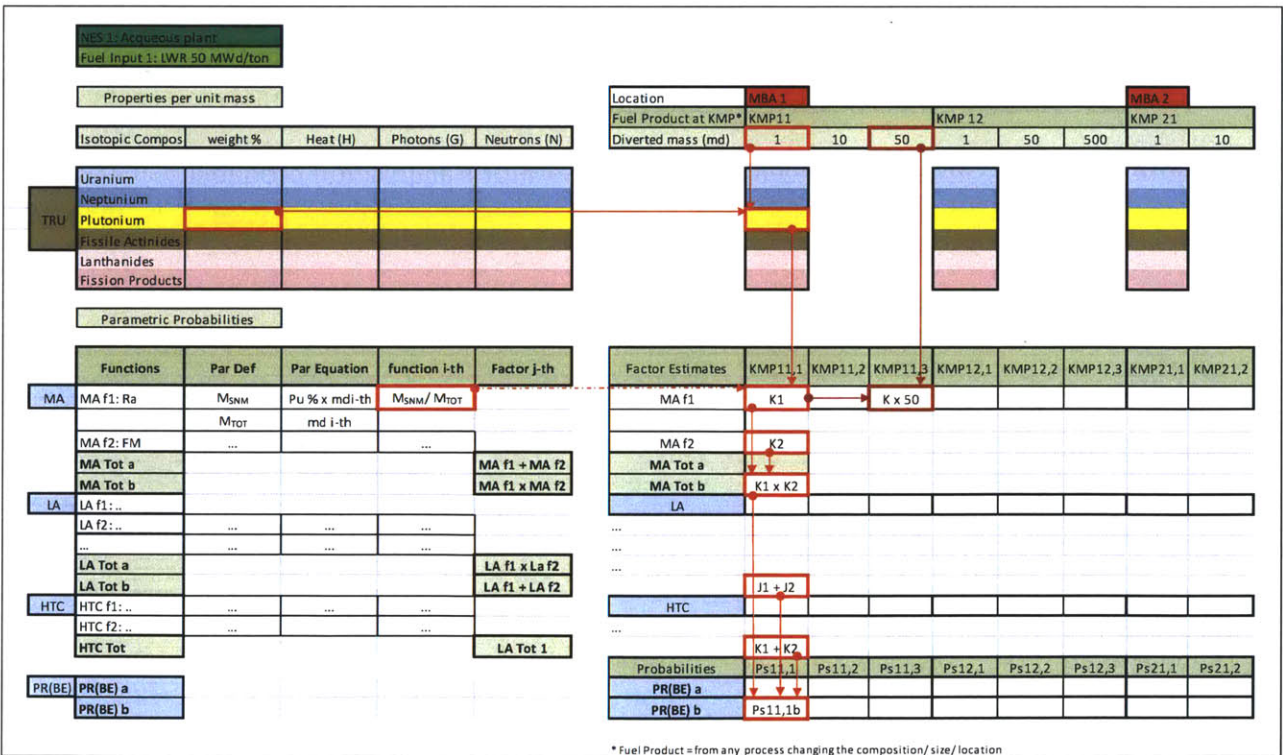 NES 1: Acqueous plant
Fuel Input 1: LWR 50 MWd/ton
Properties per unit mass
Isotopic Compos weight % Heat (H) Photons (G) Neutrons (N)
Uranium
Neptunium
TRU Plutonium
Fissile Actinides
Lanthanides
Fission Products
Location MBA 1 MBA 2
Fuel Product at KMP* KMP11 KMP 12 KMP 21
Diverted mass (md) 1 10 50 1 50 500 1 10
Parametric Probabilities
Functions Par Def Par Equation function i-th Factor j-th
MA MA f1: Ra MSNM Pu % x mdi-th MSNM/ MTOT
MTOT md i-th
MA f2: FM ... ... ...
MA Tot a MA f1 + MA f2
MA Tot b MA f1 x MA f2
LA LA f1: ..
LA f2: .. ... ... ...
... ... ... ...
LA Tot a LA f1 x La f2
LA Tot b LA f1 + LA f2
HTC HTC f1: .. ... ... ...
HTC f2: .. ... ... ...
HTC Tot LA Tot 1
PR(BE) PR(BE) a
PR(BE) b
Factor Estimates KMP11,1 KMP11,2 KMP11,3 KMP12,1 KMP12,2 KMP12,3 KMP21,1 KMP21,2
MA f1 K1 K x 50
MA f2 K2
MA Tot a
MA Tot b K1 x K2
LA
...
...
...
J1 + J2
HTC
...
K1 + K2
Probabilities Ps11,1 Ps11,2 Ps11,3 Ps12,1 Ps12,2 Ps12,3 Ps21,1 Ps21,2
PR(BE) a
PR(BE) b Ps11,1b
* Fuel Product = from any process changing the composition/ size/ location